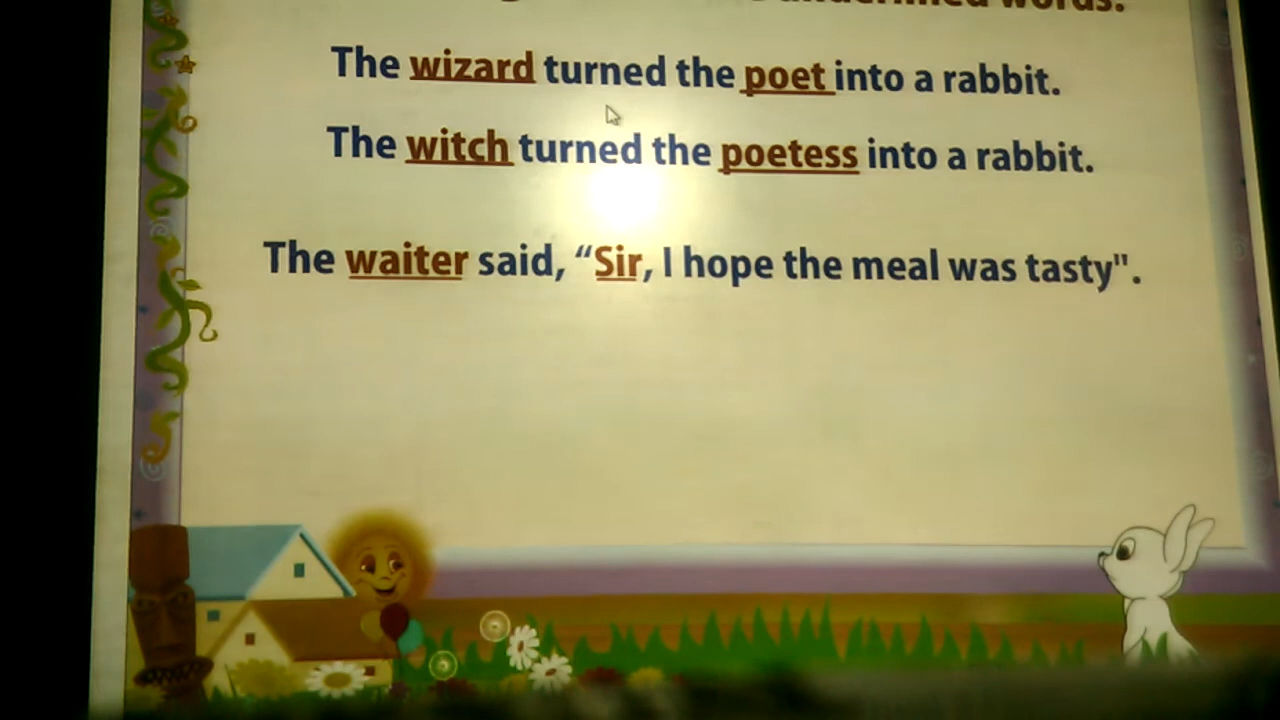 words.
The wizard turned the poet into a rabbit.
The witch turned the poetess into a rabbit.
The waiter said, “Sir, I hope the meal was tasty".